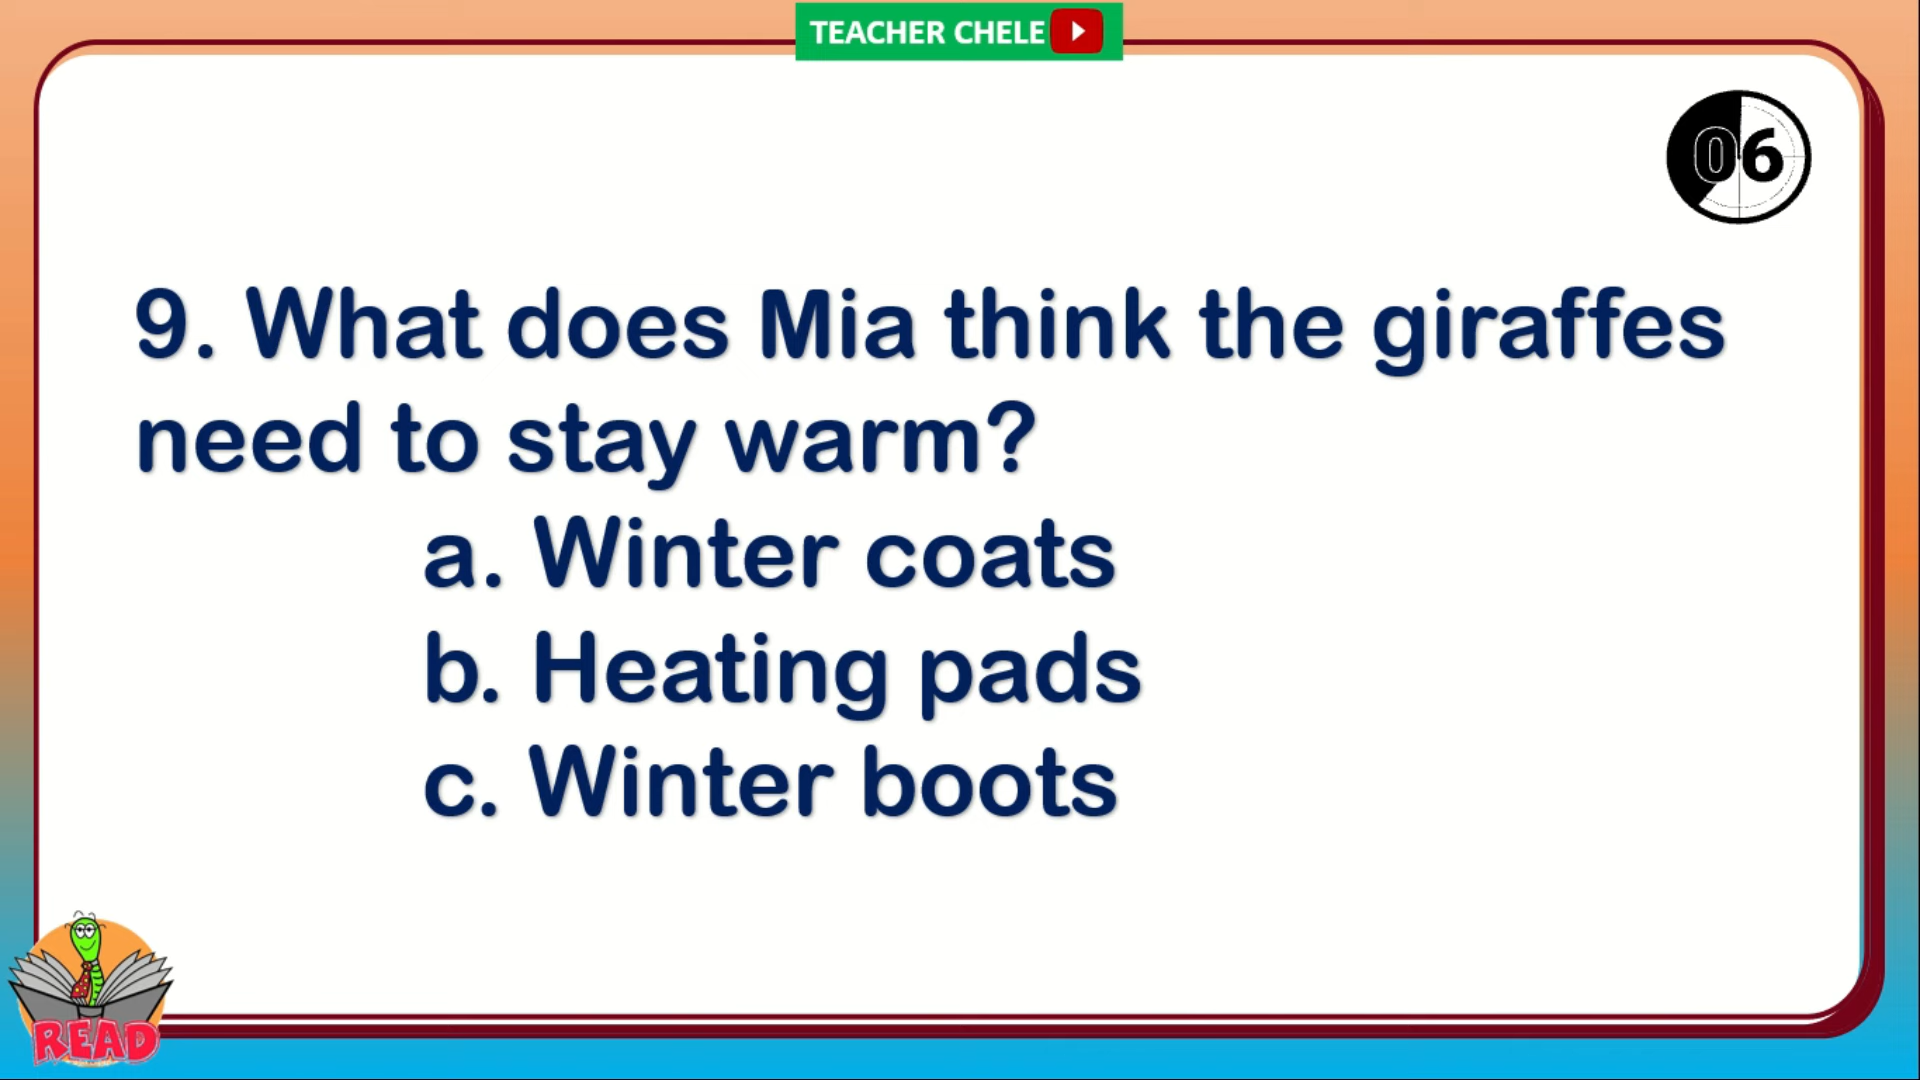 TEACHER CHELE
06
9. What does Mia think the giraffes
need to stay warm?
a. Winter coats
b. Heating pads
c. Winter boots
READ